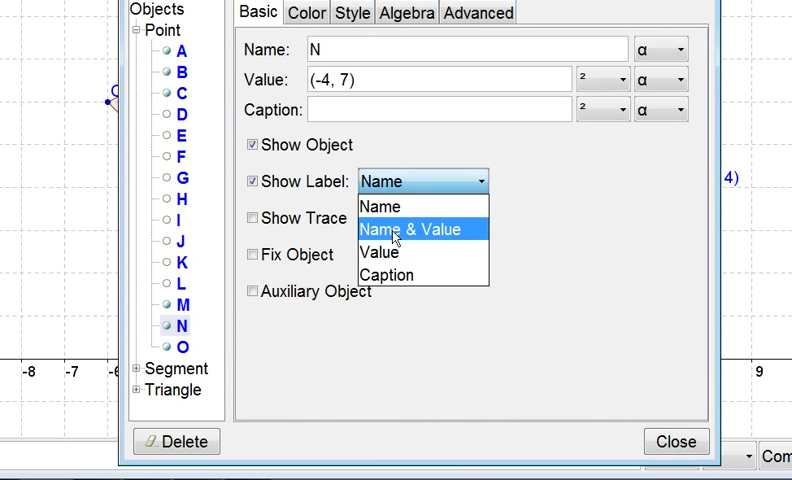 Objects
Point
A
B
C
D
E
F
G
H
I
J
K
L
M
N
O
Segment
Triangle
Delete
Basic Color Style Algebra Advanced
Name: N α
Value: (-4, 7) ² α
Caption: ² α
Show Object
Show Label: Name
Name
Name & Value
Value
Caption
Show Trace
Fix Object
Auxiliary Object
Close
C
4)
-8 -7 -6 9
Com